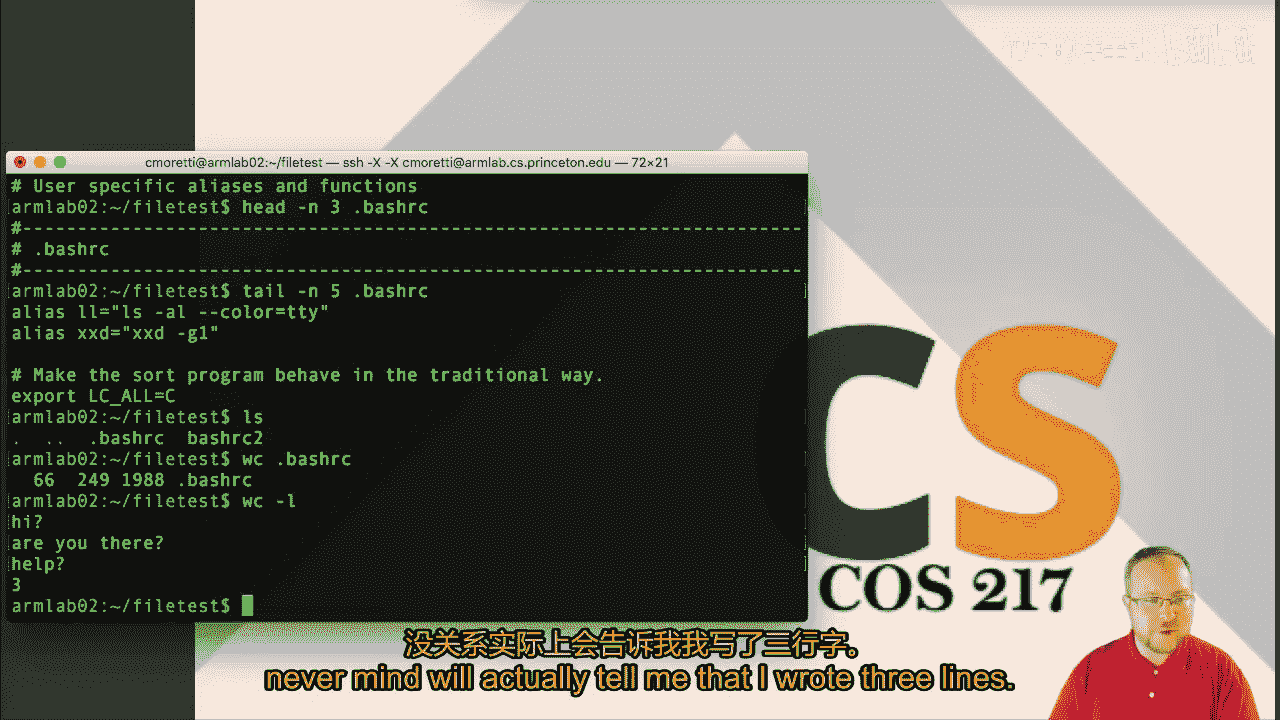 cmoretti@armlab02:~/filetest — ssh -X -X cmoretti@armlab.cs.princeton.edu — 72×21
# User specific aliases and functions
armlab02:~/filetest$ head -n 3 .bashrc
#-----------------------------------------------------------------------
# .bashrc
#-----------------------------------------------------------------------
armlab02:~/filetest$ tail -n 5 .bashrc
alias ll="ls -al --color=tty"
alias xxd="xxd -g1"
# Make the sort program behave in the traditional way.
export LC_ALL=C
armlab02:~/filetest$ ls
.  ..  .bashrc  bashrc2
armlab02:~/filetest$ wc .bashrc
  66  249 1988 .bashrc
armlab02:~/filetest$ wc -l
hi?
are you there?
help?
3
armlab02:~/filetest$
CS
COS 217
没关系实际上会告诉我我写了三行字。
never mind will actually tell me that I wrote three lines.